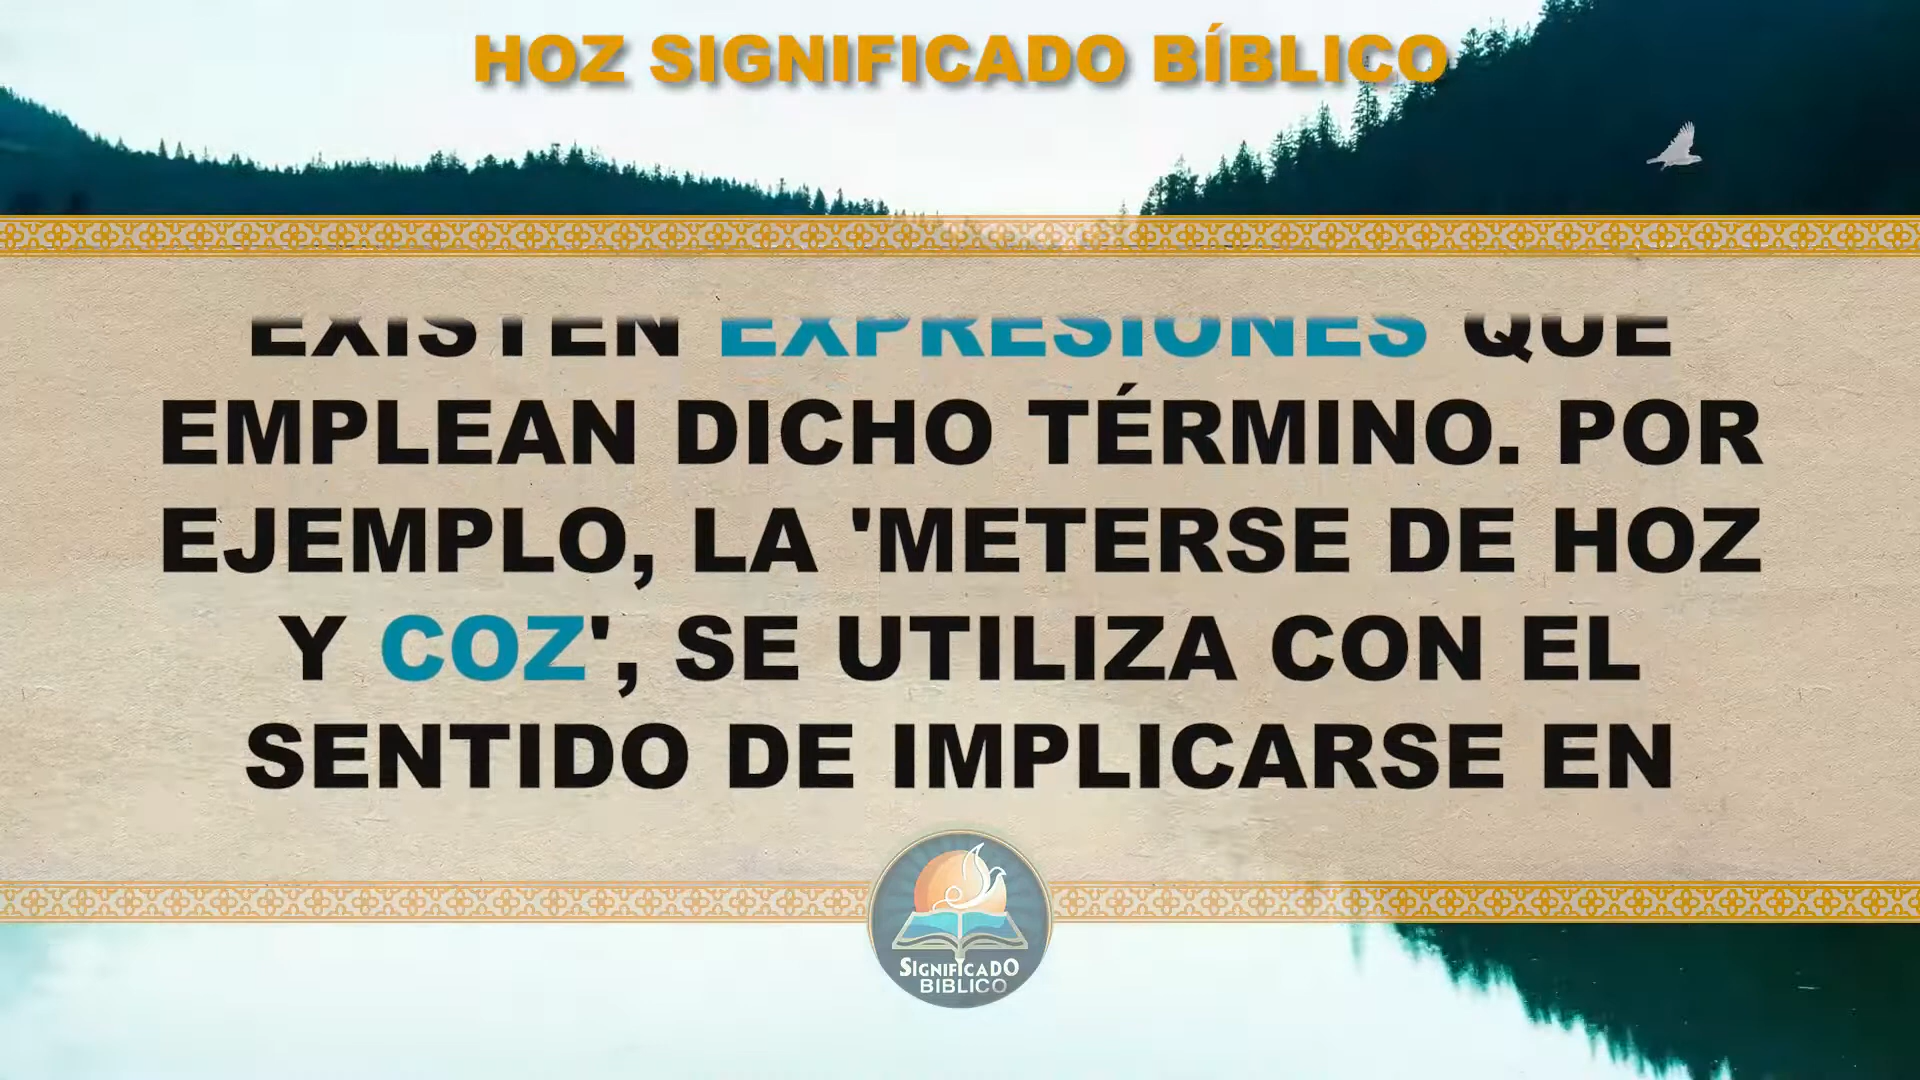 HOZ SIGNIFICADO BÍBLICO
EXISTEN EXPRESIONES QUE
EMPLEAN DICHO TÉRMINO. POR
EJEMPLO, LA 'METERSE DE HOZ
Y COZ', SE UTILIZA CON EL
SENTIDO DE IMPLICARSE EN
SIGNIFICADO
BIBLICO